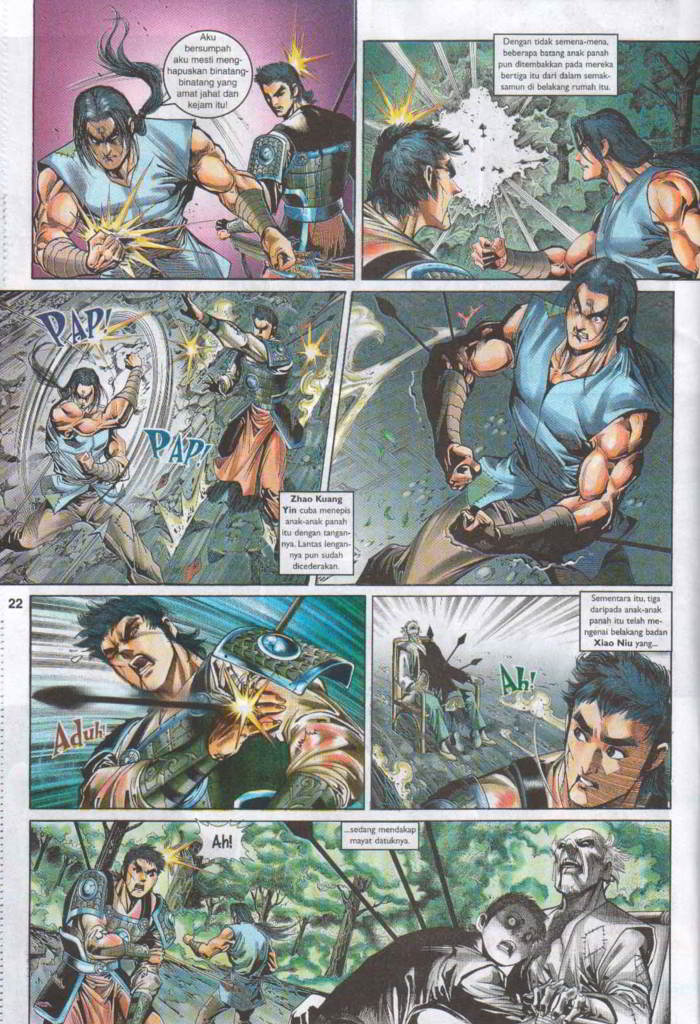 Aku
bersumpah
aku mesti meng-
hapuskan binatang-
binatang yang
amat jahat dan
kejam itu!
Dengan tidak semena-mena,
beberapa batang anak panah
pun ditembakkan pada mereka
bertiga itu dari dalam semak-
samun di belakang rumah itu.
PAP!
PAP!
Zhao Kuang
Yin cuba menepis
anak-anak panah
itu dengan tangan-
nya. Lantas lengan-
nya pun sudah
dicederakan.
22
Aduh!
Sementara itu, tiga
daripada anak-anak
panah itu telah me-
ngenai belakang badan
Xiao Niu yang...
Ah!
Ah!
...sedang mendakap
mayat datuknya.